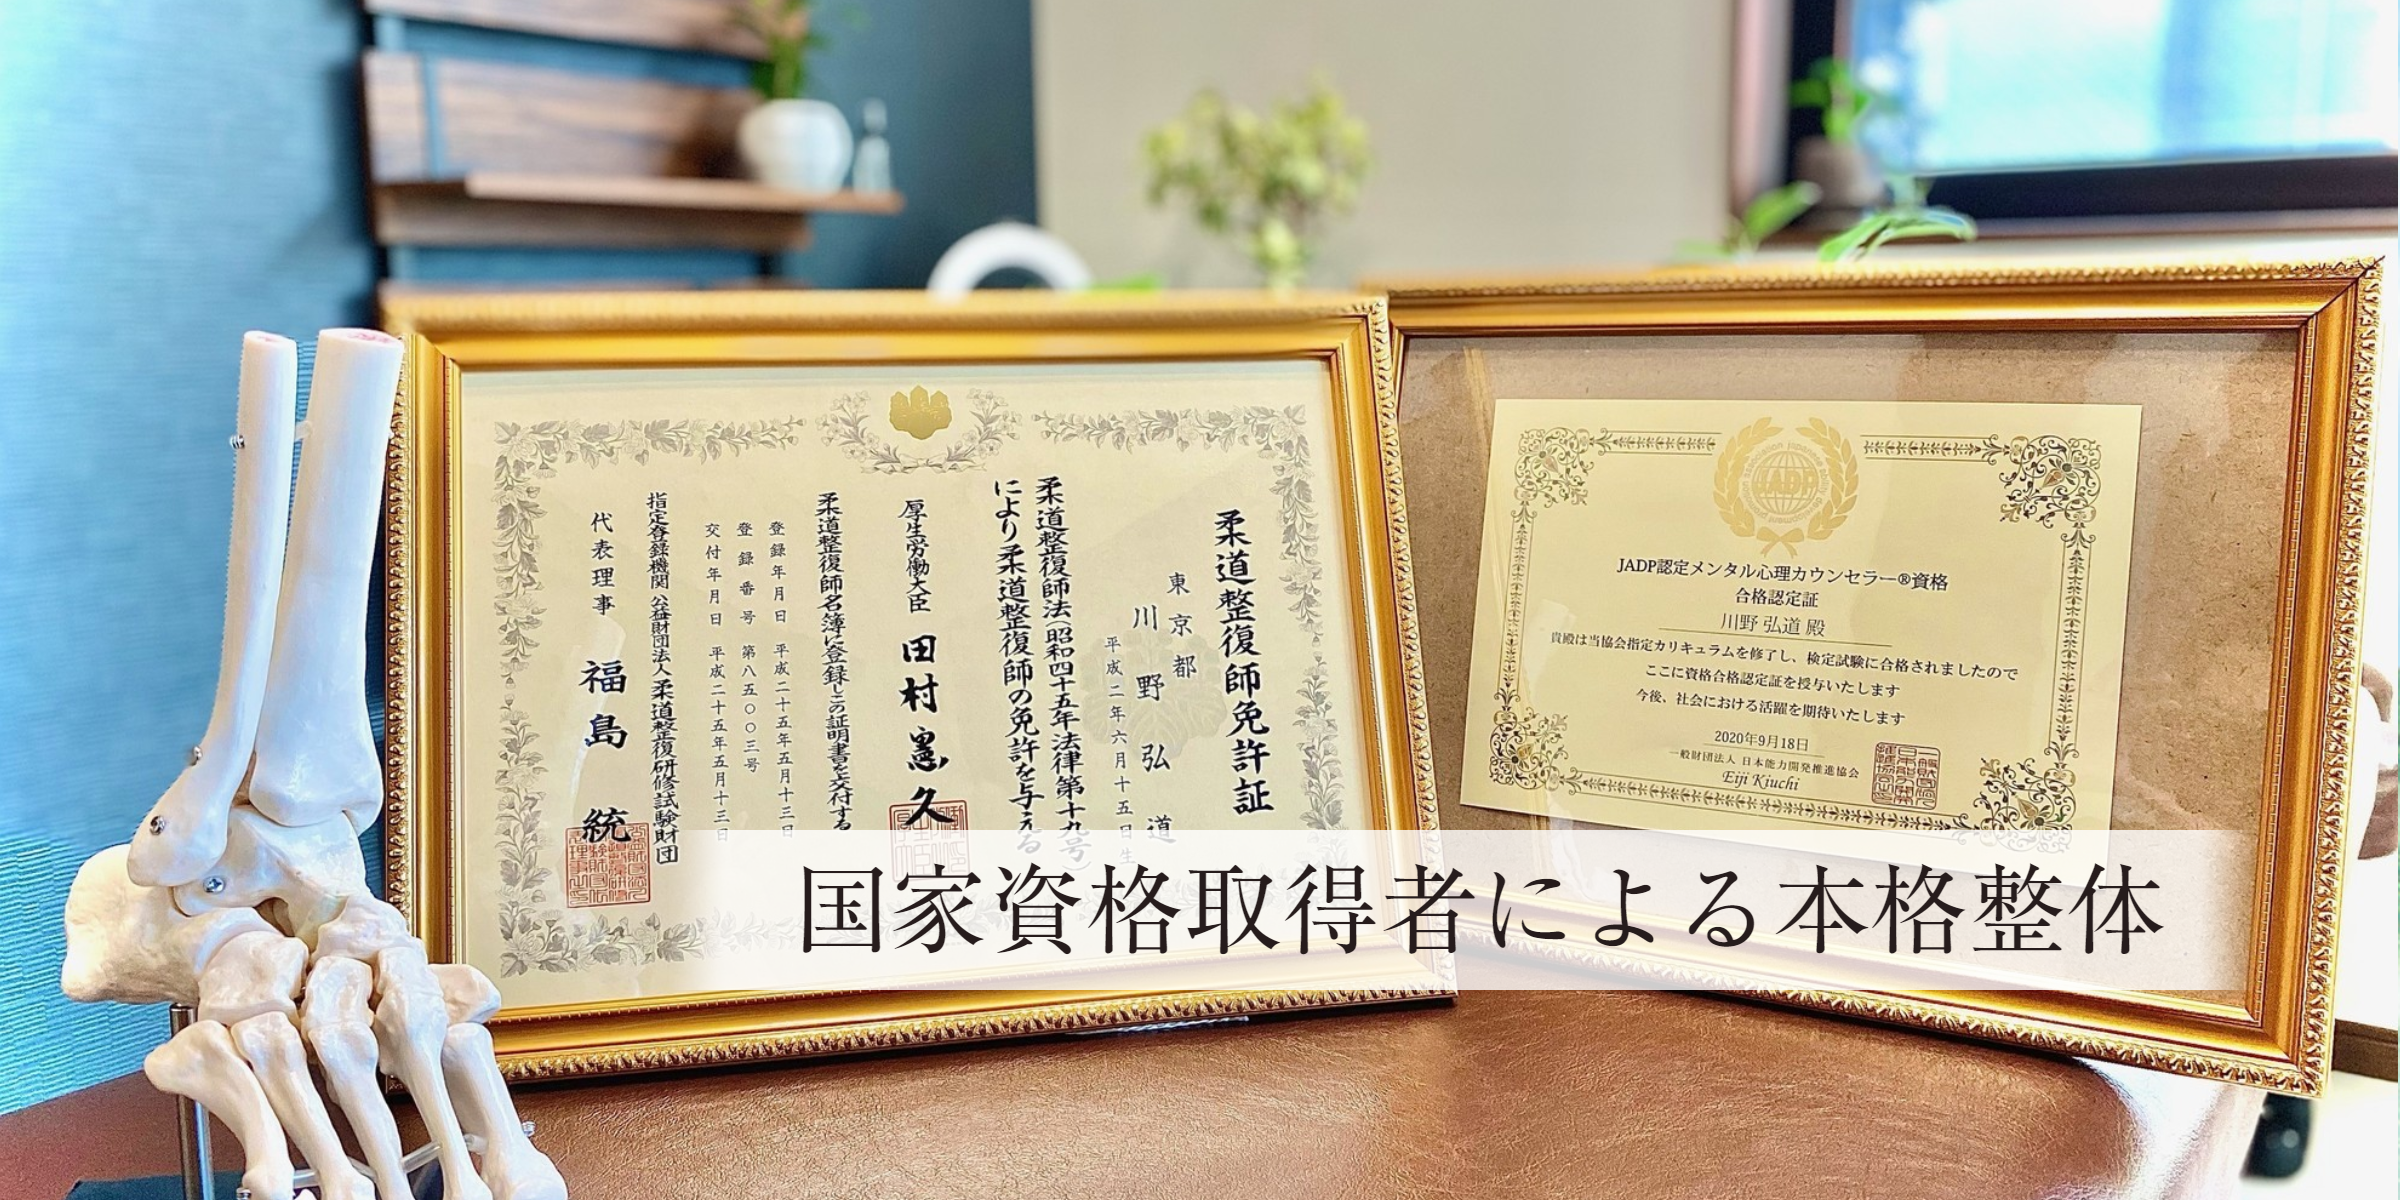 柔道整復師免許証
東京都
川野弘道
平成二年六月十五日生
柔道整復師法(昭和四十五年法律第十九号)
により柔道整復師の免許を与える
厚生労働大臣 田村憲久
柔道整復師名簿に登録しこの証明書を交付する
登録年月日 平成二十五年五月十三日
登録番号 第八五〇〇三号
交付年月日 平成二十五年五月十三日
指定登録機関 公益財団法人 柔道整復研修試験財団
代表理事 福島統
JADP
JADP認定メンタル心理カウンセラー®資格
合格認定証
川野 弘道 殿
貴殿は当協会指定カリキュラムを修了し、検定試験に合格されましたので
ここに資格合格認定証を授与いたします
今後、社会における活躍を期待いたします
2020年9月18日
一般財団法人 日本能力開発推進協会
Eiji Kiuchi
国家資格取得者による本格整体